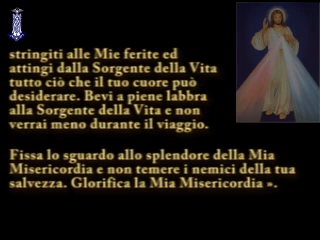 stringiti alle Mie ferite ed
attingi dalla Sorgente della Vita
tutto ciò che il tuo cuore può
desiderare. Bevi a piene labbra
alla Sorgente della Vita e non
verrai meno durante il viaggio.
Fissa lo sguardo allo splendore della Mia
Misericordia e non temere i nemici della tua
salvezza. Glorifica la Mia Misericordia ».